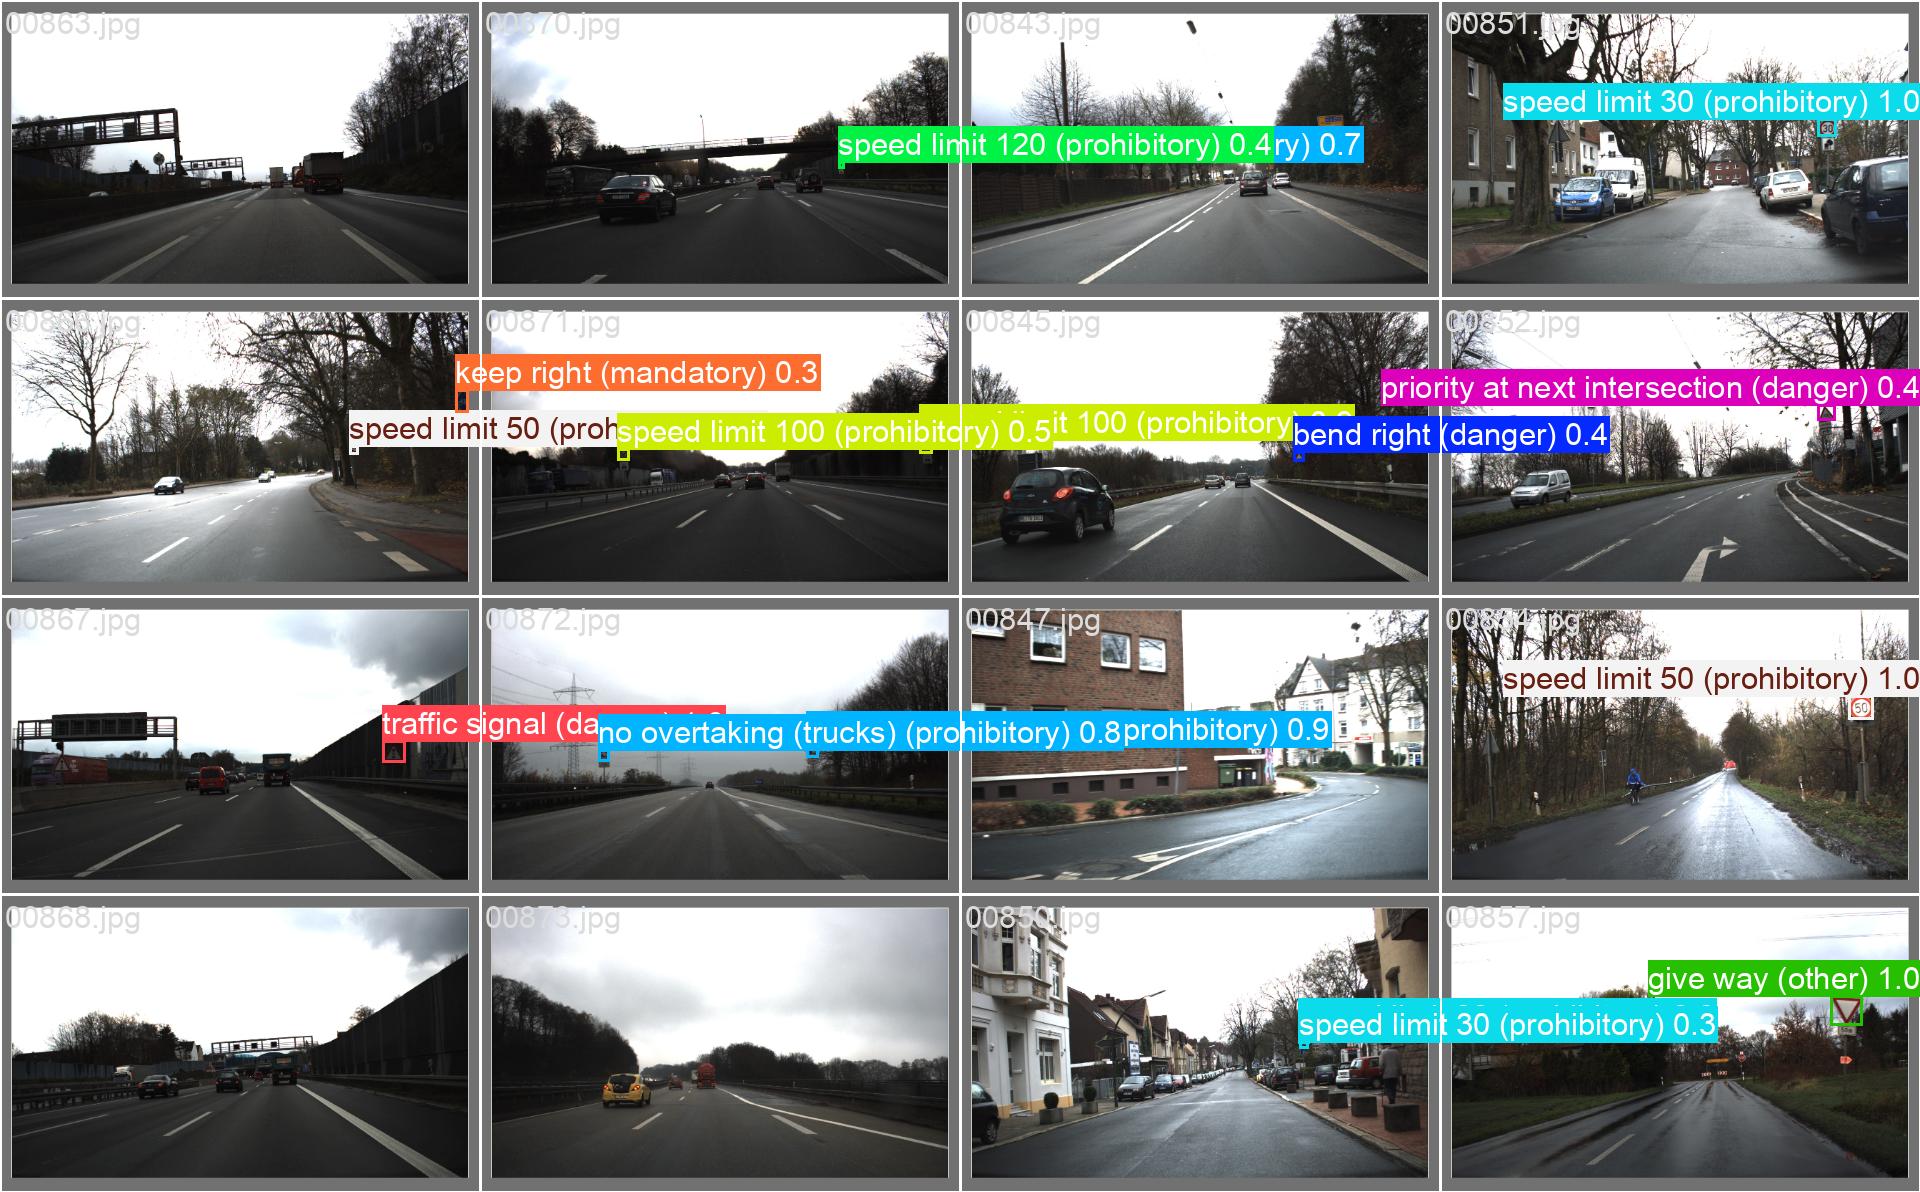 00863.jpg
00870.jpg
00843.jpg
00851.jpg
speed limit 120 (prohibitory) 0.4
ry) 0.7
speed limit 30 (prohibitory) 1.0
30
.jpg
00871.jpg
00845.jpg
00852.jpg
keep right (mandatory) 0.3
priority at next intersection (danger) 0.4
speed limit 50 (proh
speed limit 100 (prohibitory) 0.5
it 100 (prohibitory)
bend right (danger) 0.4
00867.jpg
00872.jpg
00847.jpg
.jpg
speed limit 50 (prohibitory) 1.0
50
traffic signal (da
no overtaking (trucks) (prohibitory) 0.8
prohibitory) 0.9
00868.jpg
00873.jpg
00850.jpg
00857.jpg
speed limit 30 (prohibitory) 0.3
give way (other) 1.0